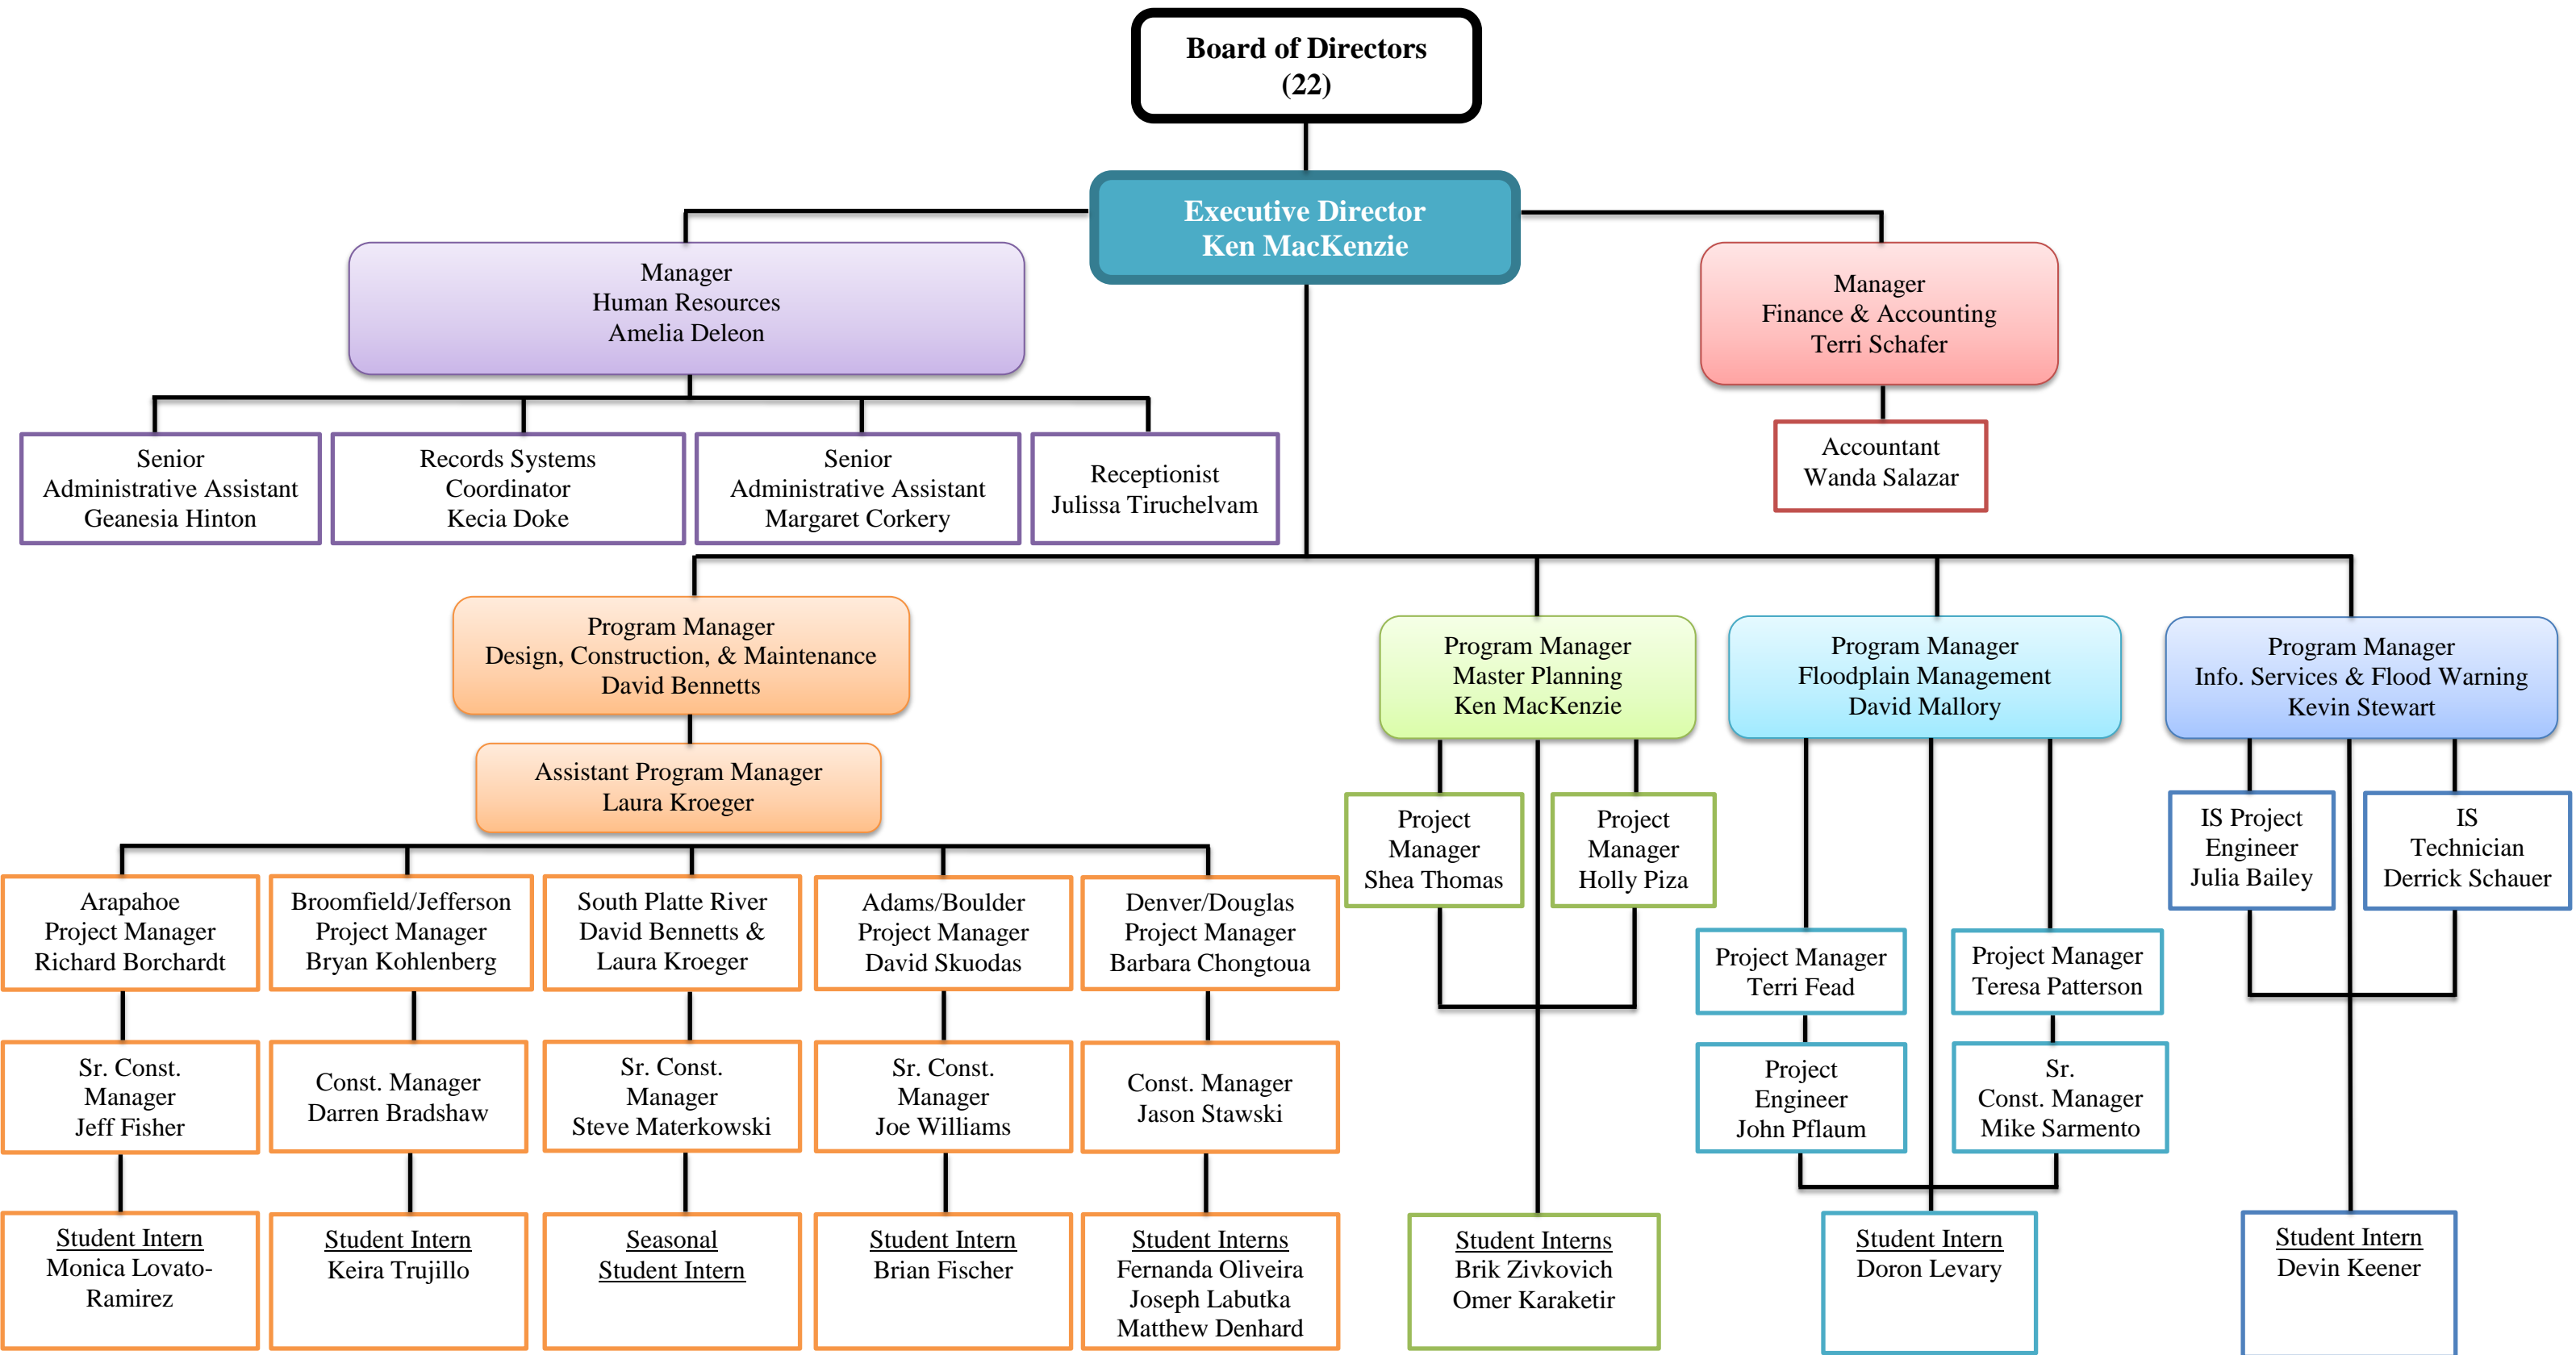 Board of Directors
(22)
Executive Director
Ken MacKenzie
Manager
Human Resources
Amelia Deleon
Manager
Finance & Accounting
Terri Schafer
Senior
Administrative Assistant
Geanesia Hinton
Records Systems
Coordinator
Kecia Doke
Senior
Administrative Assistant
Margaret Corkery
Receptionist
Julissa Tiruchelvam
Accountant
Wanda Salazar
Program Manager
Design, Construction, & Maintenance
David Bennetts
Program Manager
Master Planning
Ken MacKenzie
Program Manager
Floodplain Management
David Mallory
Program Manager
Info. Services & Flood Warning
Kevin Stewart
Assistant Program Manager
Laura Kroeger
Project
Manager
Shea Thomas
Project
Manager
Holly Piza
IS Project
Engineer
Julia Bailey
IS
Technician
Derrick Schauer
Arapahoe
Project Manager
Richard Borchardt
Broomfield/Jefferson
Project Manager
Bryan Kohlenberg
South Platte River
David Bennetts &
Laura Kroeger
Adams/Boulder
Project Manager
David Skuodas
Denver/Douglas
Project Manager
Barbara Chongtoua
Project Manager
Terri Fead
Project Manager
Teresa Patterson
Sr. Const.
Manager
Jeff Fisher
Const. Manager
Darren Bradshaw
Sr. Const.
Manager
Steve Materkowski
Sr. Const.
Manager
Joe Williams
Const. Manager
Jason Stawski
Project
Engineer
John Pflaum
Sr.
Const. Manager
Mike Sarmento
Student Intern
Monica Lovato-
Ramirez
Student Intern
Keira Trujillo
Seasonal
Student Intern
Student Intern
Brian Fischer
Student Interns
Fernanda Oliveira
Joseph Labutka
Matthew Denhard
Student Interns
Brik Zivkovich
Omer Karaketir
Student Intern
Doron Levary
Student Intern
Devin Keener